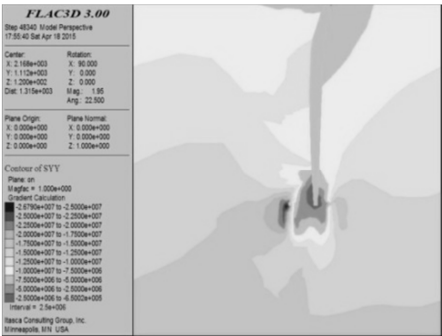 FLAC3D 3.00
Step 46340 Model Perspective
17:55:40 Sat Apr 18 2015
Center: Rotation:
X: 2.168e+003 X: 90.000
Y: 1.112e+003 Y: 0.000
Z: 1.200e+002 Z: 0.000
Dist: 1.315e+003 Mag.: 1.95
Ang.: 22.500
Plane Origin: Plane Normal:
X: 0.000e+000 X: 0.000e+000
Y: 0.000e+000 Y: 0.000e+000
Z: 0.000e+000 Z: 1.000e+000
Contour of SYY
Plane: on
Magfac = 1.000e+000
Gradient Calculation
-2.6790e+007 to -2.5000e+007
-2.5000e+007 to -2.2500e+007
-2.2500e+007 to -2.0000e+007
-2.0000e+007 to -1.7500e+007
-1.7500e+007 to -1.5000e+007
-1.5000e+007 to -1.2500e+007
-1.2500e+007 to -1.0000e+007
-1.0000e+007 to -7.5000e+006
-7.5000e+006 to -5.0000e+006
-5.0000e+006 to -2.5000e+006
-2.5000e+006 to -6.5002e+005
Interval = 2.5e+006
Itasca Consulting Group, Inc.
Minneapolis, MN USA